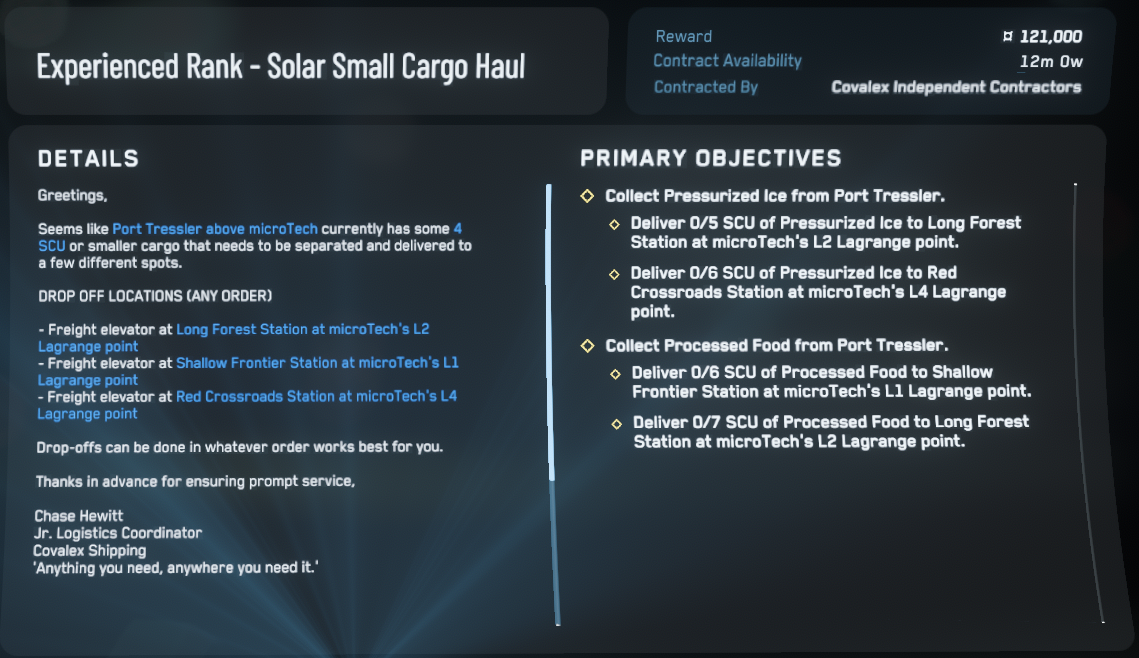 Experienced Rank - Solar Small Cargo Haul
Reward ¤ 121,000
Contract Availability 12m 0w
Contracted By Covalex Independent Contractors
DETAILS
Greetings,
Seems like Port Tressler above microTech currently has some 4
SCU or smaller cargo that needs to be separated and delivered to
a few different spots.
DROP OFF LOCATIONS (ANY ORDER)
- Freight elevator at Long Forest Station at microTech's L2
Lagrange point
- Freight elevator at Shallow Frontier Station at microTech's L1
Lagrange point
- Freight elevator at Red Crossroads Station at microTech's L4
Lagrange point
Drop-offs can be done in whatever order works best for you.
Thanks in advance for ensuring prompt service,
Chase Hewitt
Jr. Logistics Coordinator
Covalex Shipping
'Anything you need, anywhere you need it.'
PRIMARY OBJECTIVES
Collect Pressurized Ice from Port Tressler.
Deliver 0/5 SCU of Pressurized Ice to Long Forest
Station at microTech's L2 Lagrange point.
Deliver 0/6 SCU of Pressurized Ice to Red
Crossroads Station at microTech's L4 Lagrange
point.
Collect Processed Food from Port Tressler.
Deliver 0/6 SCU of Processed Food to Shallow
Frontier Station at microTech's L1 Lagrange point.
Deliver 0/7 SCU of Processed Food to Long Forest
Station at microTech's L2 Lagrange point.